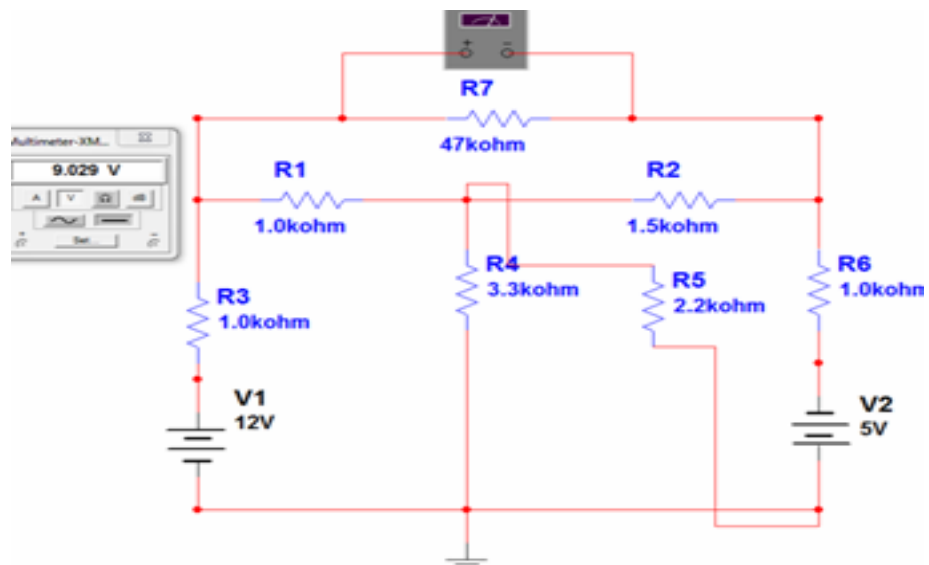 + -
R7
47kohm
Multimeter-XM...
9.029 V
A V Ω dB
Set...
+ -
R1
1.0kohm
R2
1.5kohm
R3
1.0kohm
R4
3.3kohm
R5
2.2kohm
R6
1.0kohm
V1
12V
V2
5V